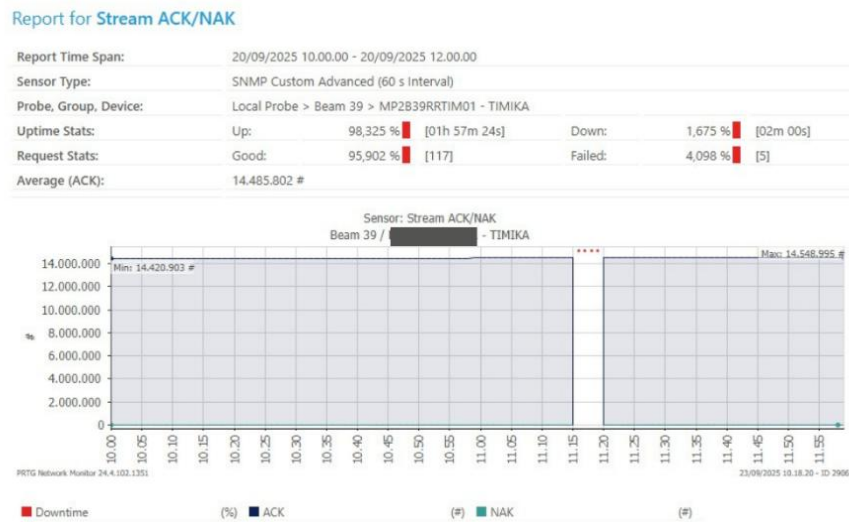 Report for Stream ACK/NAK
Report Time Span: 20/09/2025 10.00.00 - 20/09/2025 12.00.00
Sensor Type: SNMP Custom Advanced (60 s Interval)
Probe, Group, Device: Local Probe > Beam 39 > MP2B39RRTIM01 - TIMIKA
Uptime Stats: Up: 98,325 % [01h 57m 24s] Down: 1,675 % [02m 00s]
Request Stats: Good: 95,902 % [117] Failed: 4,098 % [5]
Average (ACK): 14.485.802 #
Sensor: Stream ACK/NAK
Beam 39 / - TIMIKA
Max: 14.548.995 #
Min: 14.420.903 #
14.000.000
12.000.000
10.000.000
8.000.000
6.000.000
4.000.000
2.000.000
0
#
10.00 10.05 10.10 10.15 10.20 10.25 10.30 10.35 10.40 10.45 10.50 10.55 11.00 11.05 11.10 11.15 11.20 11.25 11.30 11.35 11.40 11.45 11.50 11.55
PRTG Network Monitor 24.4.102.1351 23/09/2025 10.18.20 - ID 2906
Downtime (%) ACK (#) NAK (#)